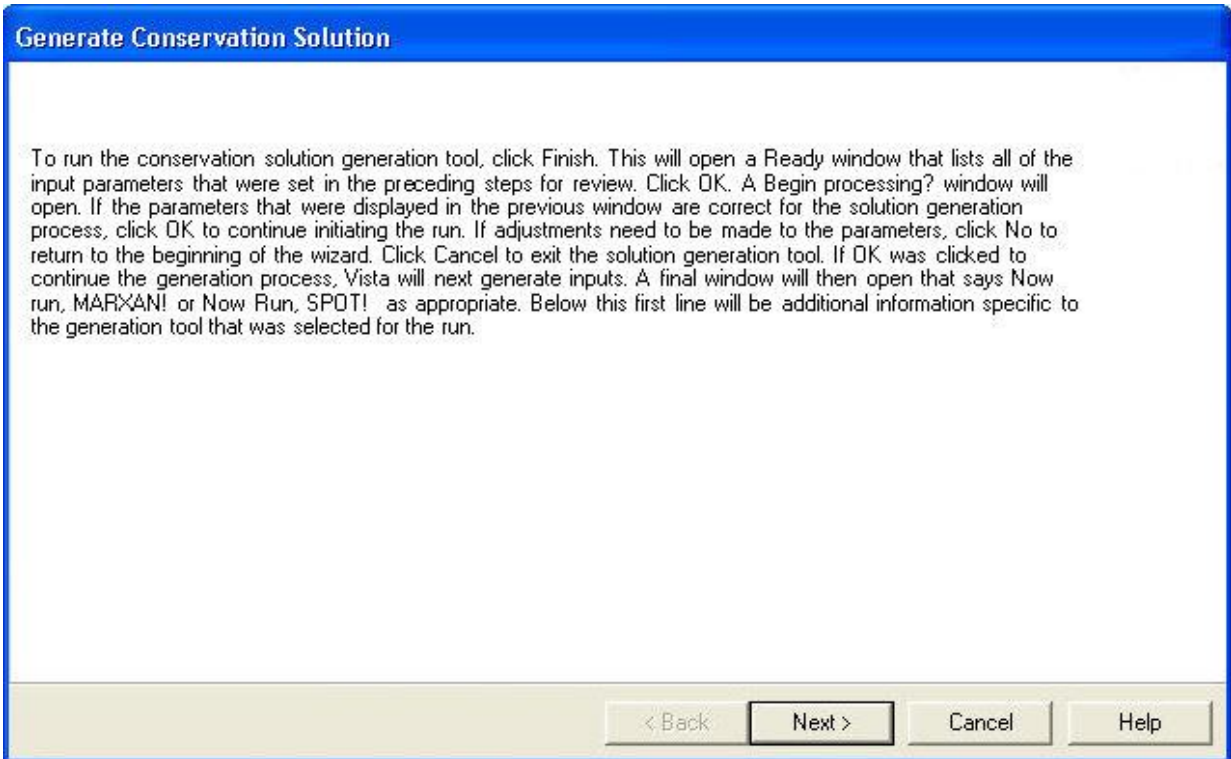 Generate Conservation Solution
To run the conservation solution generation tool, click Finish. This will open a Ready window that lists all of the
input parameters that were set in the preceding steps for review. Click OK. A Begin processing? window will
open. If the parameters that were displayed in the previous window are correct for the solution generation
process, click OK to continue initiating the run. If adjustments need to be made to the parameters, click No to
return to the beginning of the wizard. Click Cancel to exit the solution generation tool. If OK was clicked to
continue the generation process, Vista will next generate inputs. A final window will then open that says Now
run, MARXAN! or Now Run, SPOT!  as appropriate. Below this first line will be additional information specific to
the generation tool that was selected for the run.
< Back Next > Cancel Help